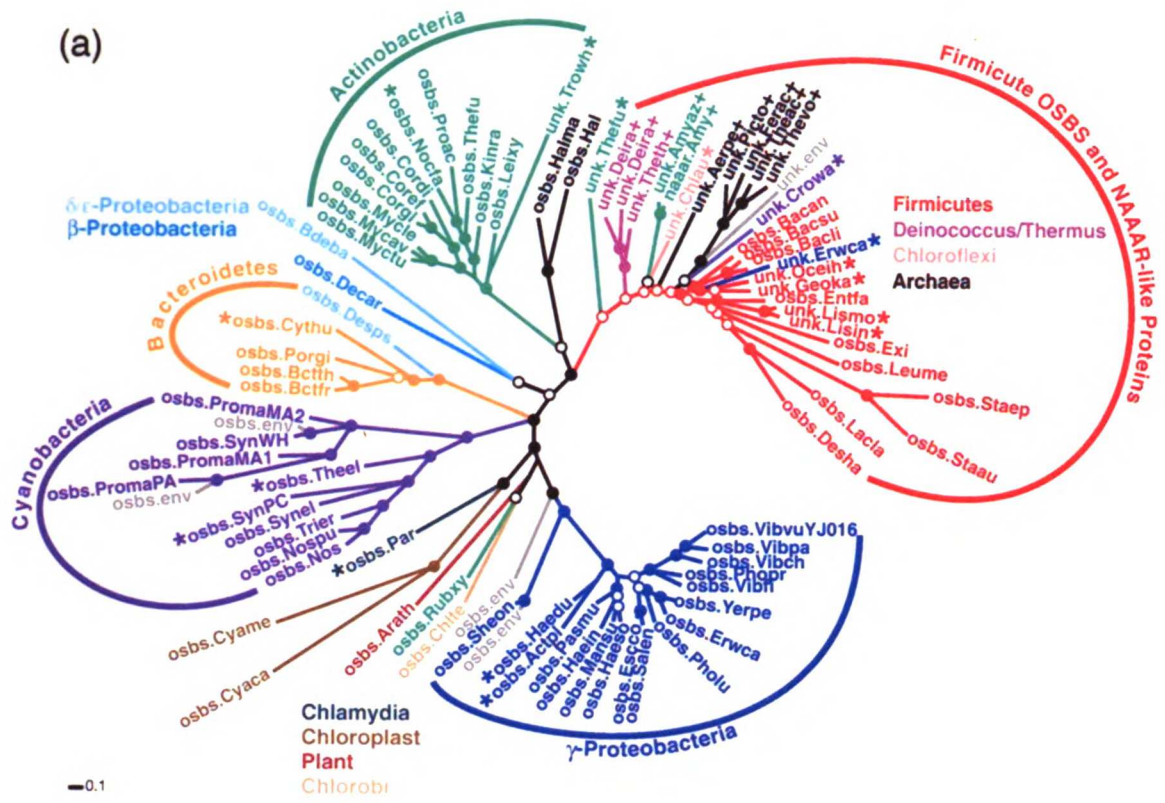 (a)
Actinobacteria
Firmicute OSBS and NAAAR-like Proteins
unk.Trowh*
osbs.Thefu
osbs.Proac
*osbs.Nocfa
osbs.Cordi
osbs.Coref
osbs.Corgl
osbs.Mycle
osbs.Mycav
osbs.Myctu
osbs.Kinra
osbs.Leixy
osbs.Halma
osbs.Hal
unk.Thefu*
unk.Deira+
unk.Deira+
unk.Theth+
unk.Amyaz+
naaar.Amy+
unk.Chlau*
unk.Aerpe+
unk.Picto+
unk.Ferac+
unk.Theac+
unk.Thevo+
unk.env
unk.Crowa*
osbs.Bacan
osbs.Bacsu
osbs.Bacli
unk.Erwca*
unk.Oceih*
unk.Geoka*
osbs.Entfa
unk.Lismo*
unk.Lisin*
osbs.Exi
osbs.Leume
osbs.Staep
osbs.Staau
osbs.Lacla
osbs.Desha
Firmicutes
Deinococcus/Thermus
Chloroflexi
Archaea
δ-ε-Proteobacteria
β-Proteobacteria
osbs.Bdeba
osbs.Decar
osbs.Desps
Bacteroidetes
*osbs.Cythu
osbs.Porgi
osbs.Bctth
osbs.Bctfr
Cyanobacteria
osbs.PromaMA2
osbs.env
osbs.SynWH
osbs.PromaMA1
osbs.PromaPA
osbs.env
*osbs.Theel
*osbs.SynPC
osbs.Synel
osbs.Trier
osbs.Nospu
osbs.Nos
*osbs.Par
osbs.Cyame
osbs.Cyaca
osbs.Arath
osbs.Rubxy
osbs.Chlte
osbs.env
osbs.Sheon
osbs.env
*osbs.Haedu
*osbs.Actpl
osbs.Pasmu
osbs.Haein
osbs.Mansu
osbs.Haeso
osbs.Escco
osbs.Salen
osbs.Pholu
osbs.Erwca
osbs.Yerpe
osbs.Vibfi
osbs.Phopr
osbs.Vibch
osbs.Vibpa
osbs.VibvuYJ016
γ-Proteobacteria
Chlamydia
Chloroplast
Plant
Chlorobi
0.1